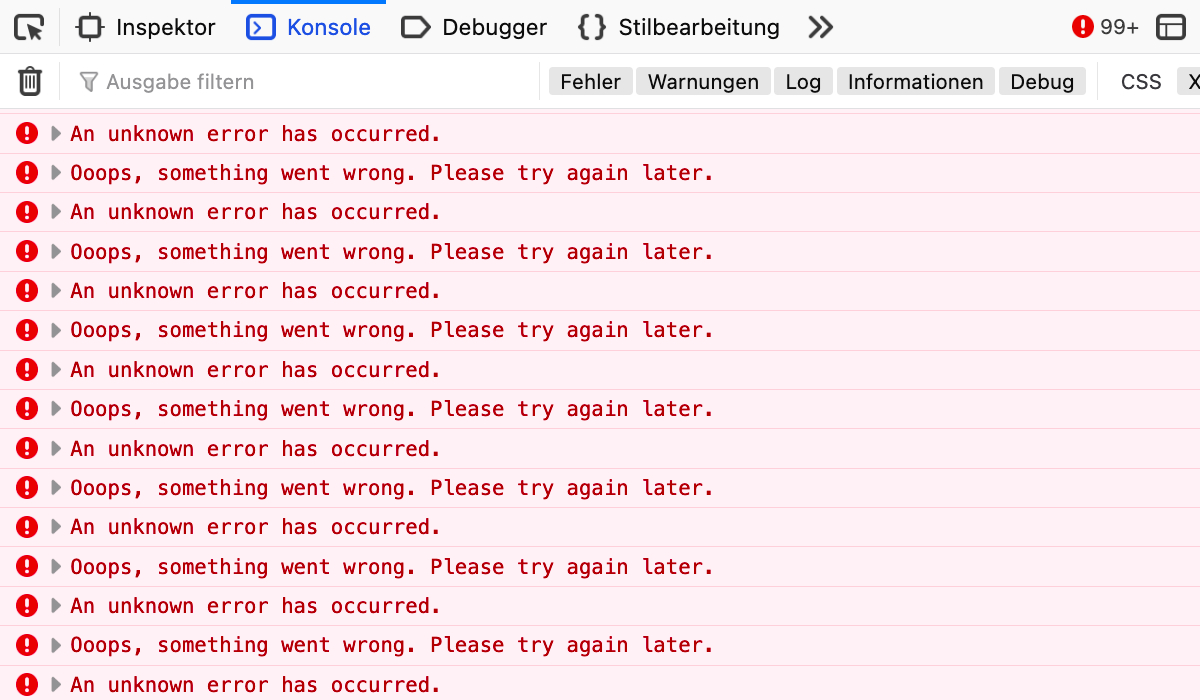 Inspektor Konsole Debugger Stilbearbeitung 99+
Ausgabe filtern Fehler Warnungen Log Informationen Debug CSS X
An unknown error has occurred.
Ooops, something went wrong. Please try again later.
An unknown error has occurred.
Ooops, something went wrong. Please try again later.
An unknown error has occurred.
Ooops, something went wrong. Please try again later.
An unknown error has occurred.
Ooops, something went wrong. Please try again later.
An unknown error has occurred.
Ooops, something went wrong. Please try again later.
An unknown error has occurred.
Ooops, something went wrong. Please try again later.
An unknown error has occurred.
Ooops, something went wrong. Please try again later.
An unknown error has occurred.